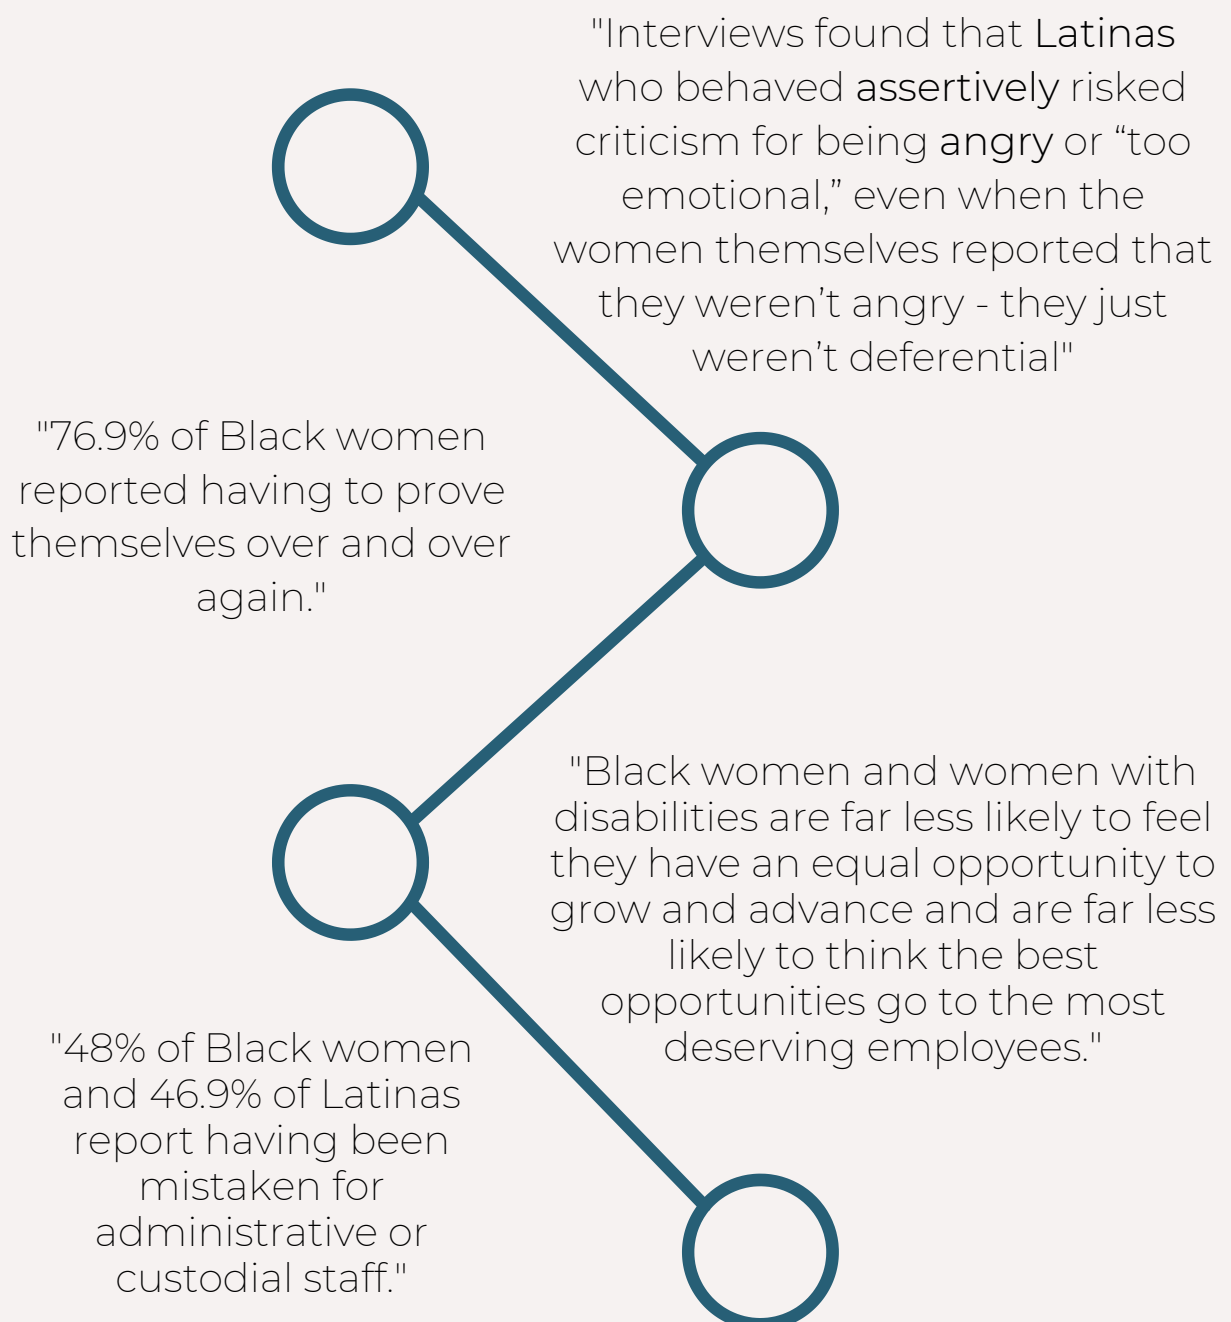 "Interviews found that Latinas
who behaved assertively risked
criticism for being angry or “too
emotional,” even when the
women themselves reported that
they weren’t angry - they just
weren’t deferential"
"76.9% of Black women
reported having to prove
themselves over and over
again."
"Black women and women with
disabilities are far less likely to feel
they have an equal opportunity to
grow and advance and are far less
likely to think the best
opportunities go to the most
deserving employees."
"48% of Black women
and 46.9% of Latinas
report having been
mistaken for
administrative or
custodial staff."